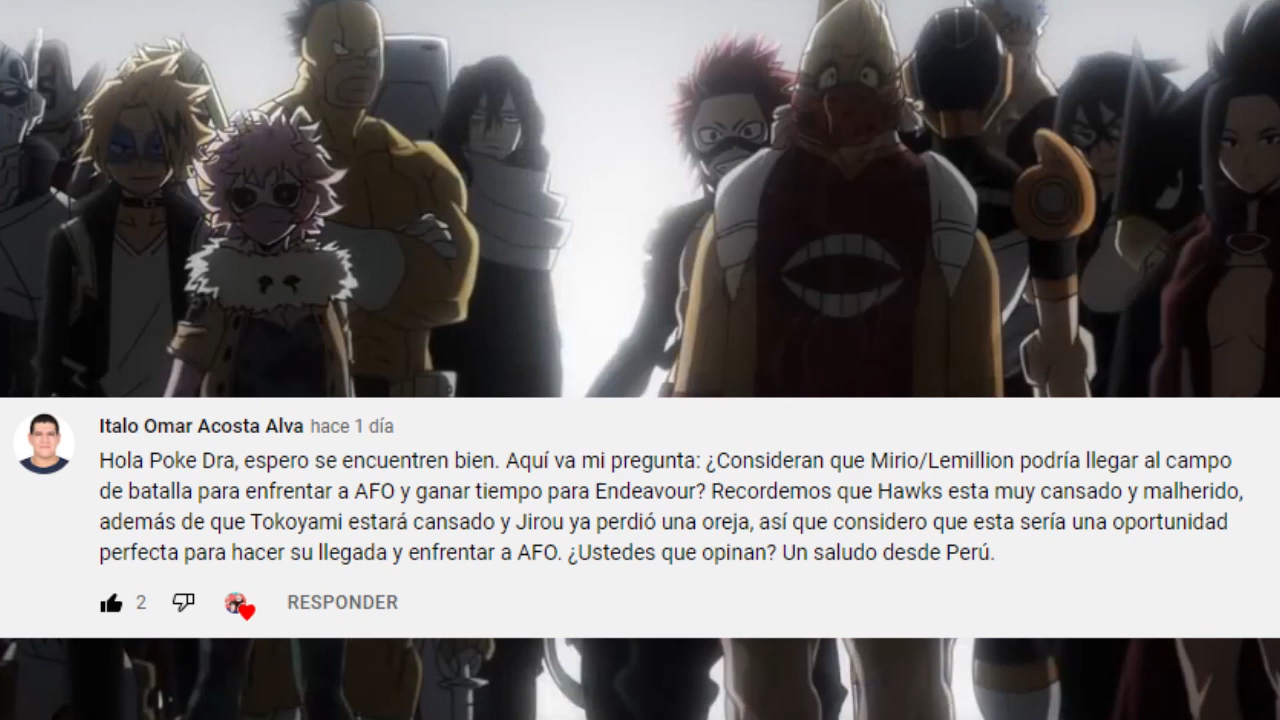 Italo Omar Acosta Alva hace 1 día
Hola Poke Dra, espero se encuentren bien. Aquí va mi pregunta: ¿Consideran que Mirio/Lemillion podría llegar al campo
de batalla para enfrentar a AFO y ganar tiempo para Endeavour? Recordemos que Hawks esta muy cansado y malherido,
además de que Tokoyami estará cansado y Jirou ya perdió una oreja, así que considero que esta sería una oportunidad
perfecta para hacer su llegada y enfrentar a AFO. ¿Ustedes que opinan? Un saludo desde Perú.
2 RESPONDER